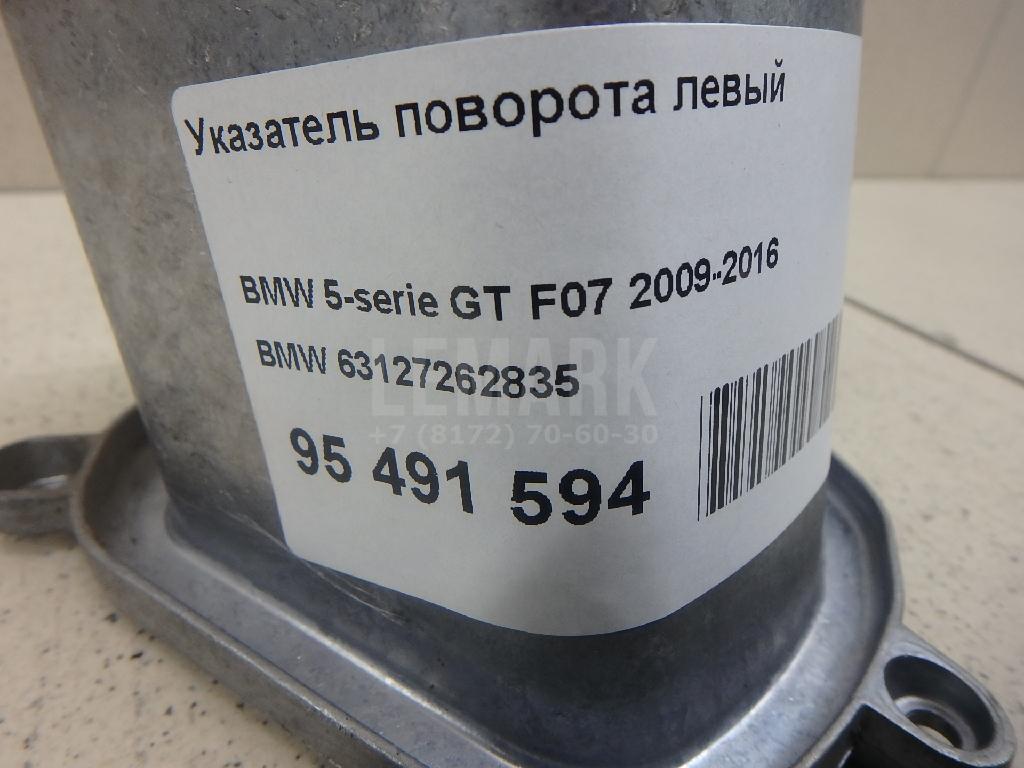 Указатель поворота левый
BMW 5-serie GT F07 2009-2016
BMW 63127262835
LEMARK
+7 (8172) 70-60-30
95 491 594